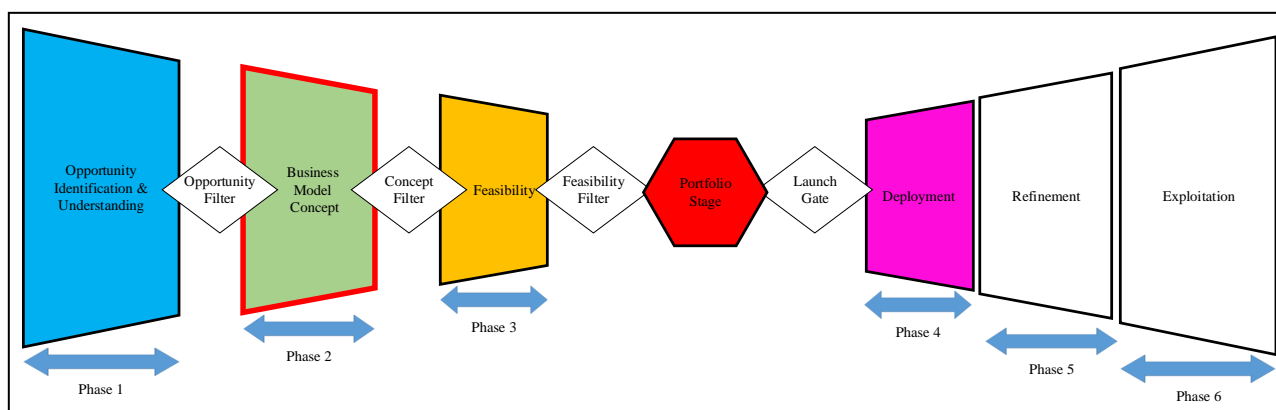 Opportunity
Identification &
Understanding
Opportunity
Filter
Business
Model
Concept
Concept
Filter
Feasibility
Feasibility
Filter
Portfolio
Stage
Launch
Gate
Deployment
Refinement
Exploitation
Phase 1
Phase 2
Phase 3
Phase 4
Phase 5
Phase 6